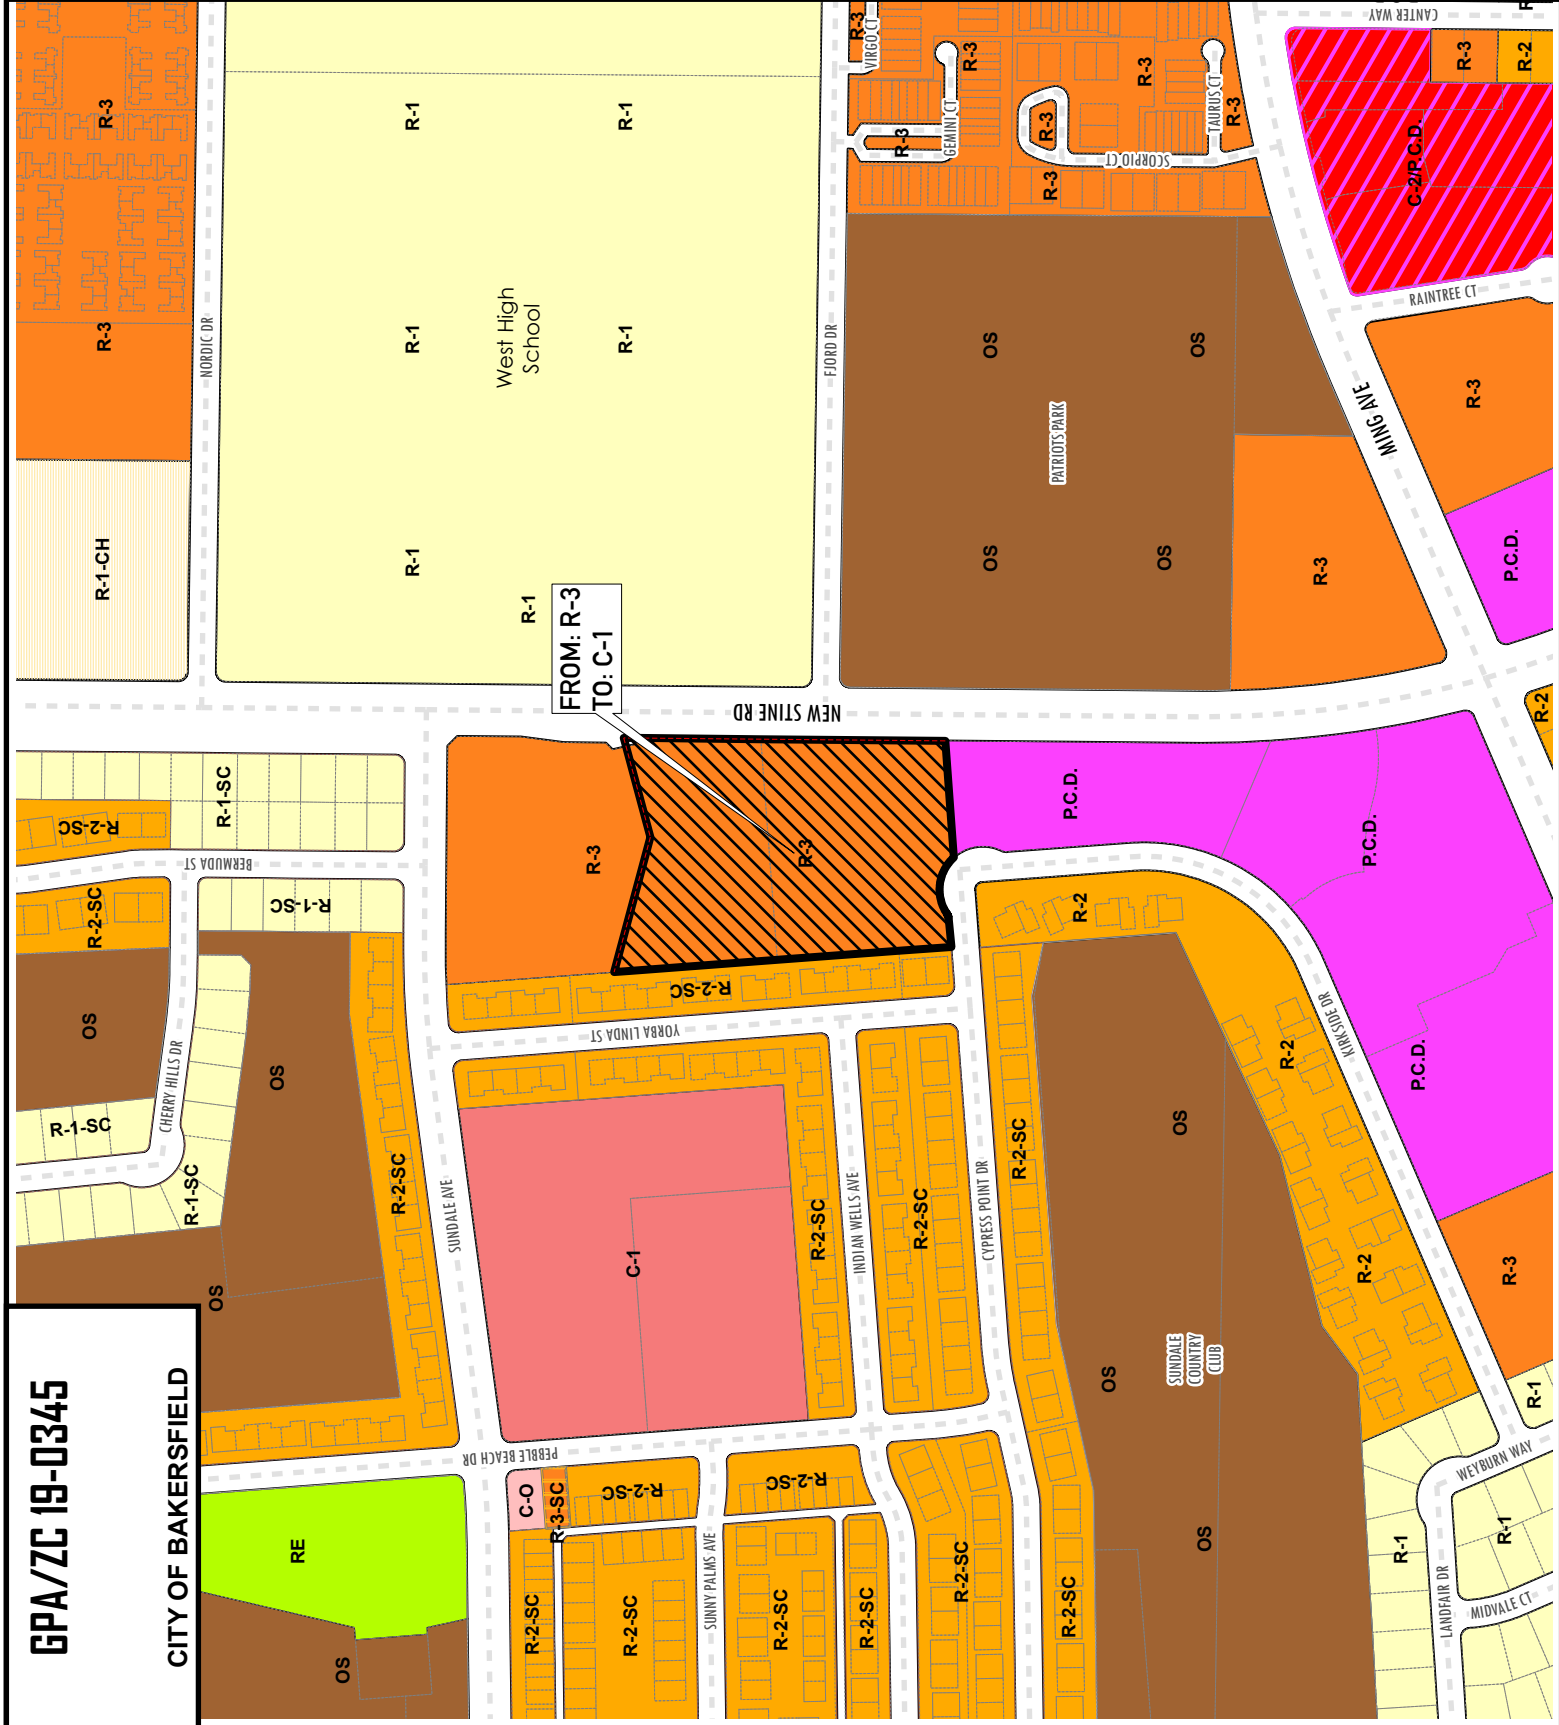 GPA/ZC 19-0345
CITY OF BAKERSFIELD
FROM: R-3
TO: C-1
R-3
R-3
R-1-CH
NORDIC DR
R-1
R-1
R-1
R-1
R-1
R-1
West High
School
FJORD DR
R-3
VIRGO CT
R-3
GEMINI CT
R-3
R-3
R-3
SCORPIO CT
R-3
TAURUS CT
R-3
CANTER WAY
R-3
R-2
C-2/P.C.D.
RAINTREE CT
MING AVE
OS
OS
PATRIOTS PARK
OS
OS
R-3
R-3
P.C.D.
R-2
NEW STINE RD
R-1-SC
R-2-SC
BERMUDA ST
R-2-SC
R-1-SC
OS
CHERRY HILLS DR
OS
R-1-SC
R-1-SC
R-2-SC
OS
R-3
R-3
R-2-SC
YORBA LINDA ST
P.C.D.
P.C.D.
P.C.D.
R-2
R-2
KIRKSIDE DR
SUNDALE AVE
C-1
R-2-SC
INDIAN WELLS AVE
R-2-SC
CYPRESS POINT DR
R-2-SC
OS
OS
SUNDALE
COUNTRY
CLUB
R-2
R-3
R-1
WEYBURN WAY
PEBBLE BEACH DR
C-O
R-3-SC
R-2-SC
R-2-SC
RE
OS
R-2-SC
R-2-SC
SUNNY PALMS AVE
R-2-SC
R-2-SC
R-2-SC
R-2-SC
OS
R-1
R-1
LANDFAIR DR
MIDVALE CT